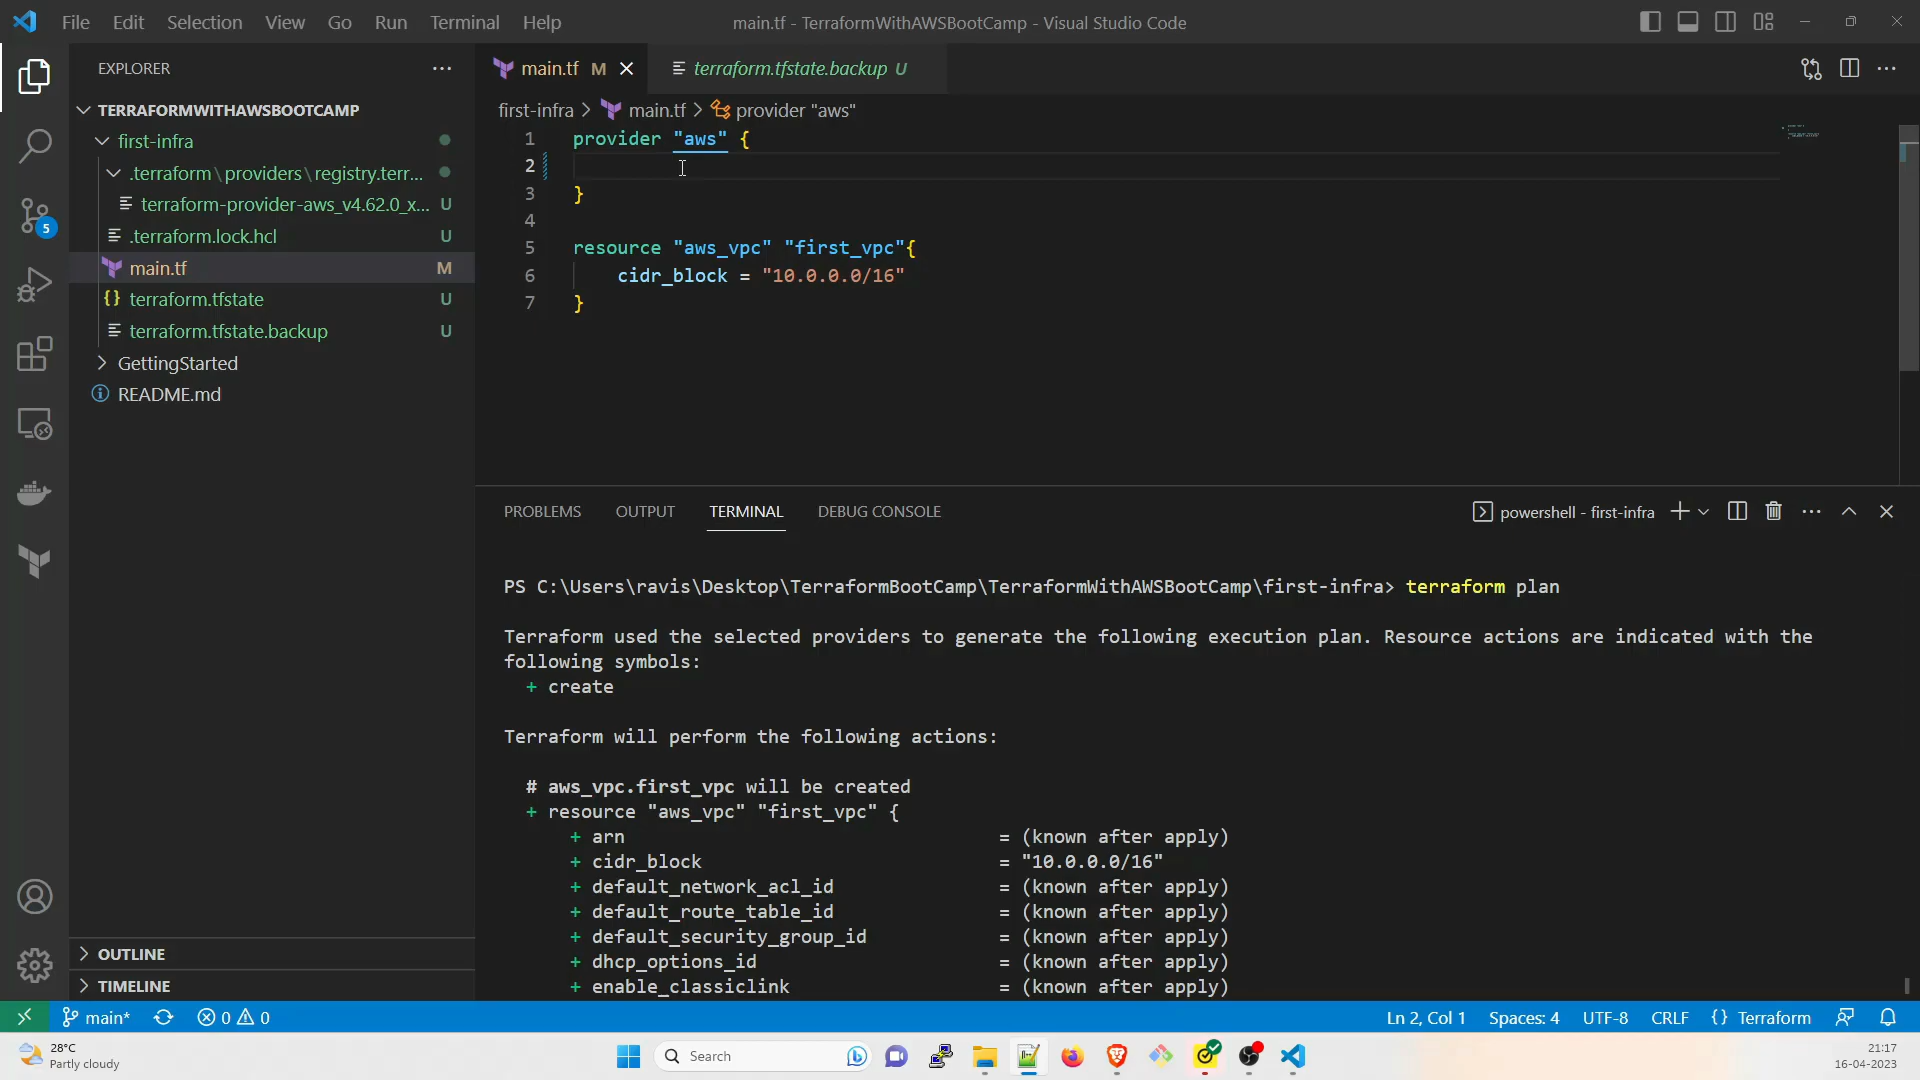 File Edit Selection View Go Run Terminal Help
main.tf - TerraformWithAWSBootCamp - Visual Studio Code
EXPLORER
TERRAFORMWITHAWSBOOTCAMP
first-infra
.terraform\providers\registry.terr...
terraform-provider-aws_v4.62.0_x... U
.terraform.lock.hcl U
main.tf M
terraform.tfstate U
terraform.tfstate.backup U
GettingStarted
README.md
5
OUTLINE
TIMELINE
main.tf M
terraform.tfstate.backup U
first-infra > main.tf > provider "aws"
1 provider "aws" {
2
3 }
4
5 resource "aws_vpc" "first_vpc"{
6 cidr_block = "10.0.0.0/16"
7 }
PROBLEMS OUTPUT TERMINAL DEBUG CONSOLE
powershell - first-infra
PS C:\Users\ravis\Desktop\TerraformBootCamp\TerraformWithAWSBootCamp\first-infra> terraform plan
Terraform used the selected providers to generate the following execution plan. Resource actions are indicated with the
following symbols:
+ create
Terraform will perform the following actions:
# aws_vpc.first_vpc will be created
+ resource "aws_vpc" "first_vpc" {
+ arn = (known after apply)
+ cidr_block = "10.0.0.0/16"
+ default_network_acl_id = (known after apply)
+ default_route_table_id = (known after apply)
+ default_security_group_id = (known after apply)
+ dhcp_options_id = (known after apply)
+ enable_classiclink = (known after apply)
main* 0 0
Ln 2, Col 1 Spaces: 4 UTF-8 CRLF {} Terraform
28°C
Partly cloudy
Search
21:17
16-04-2023